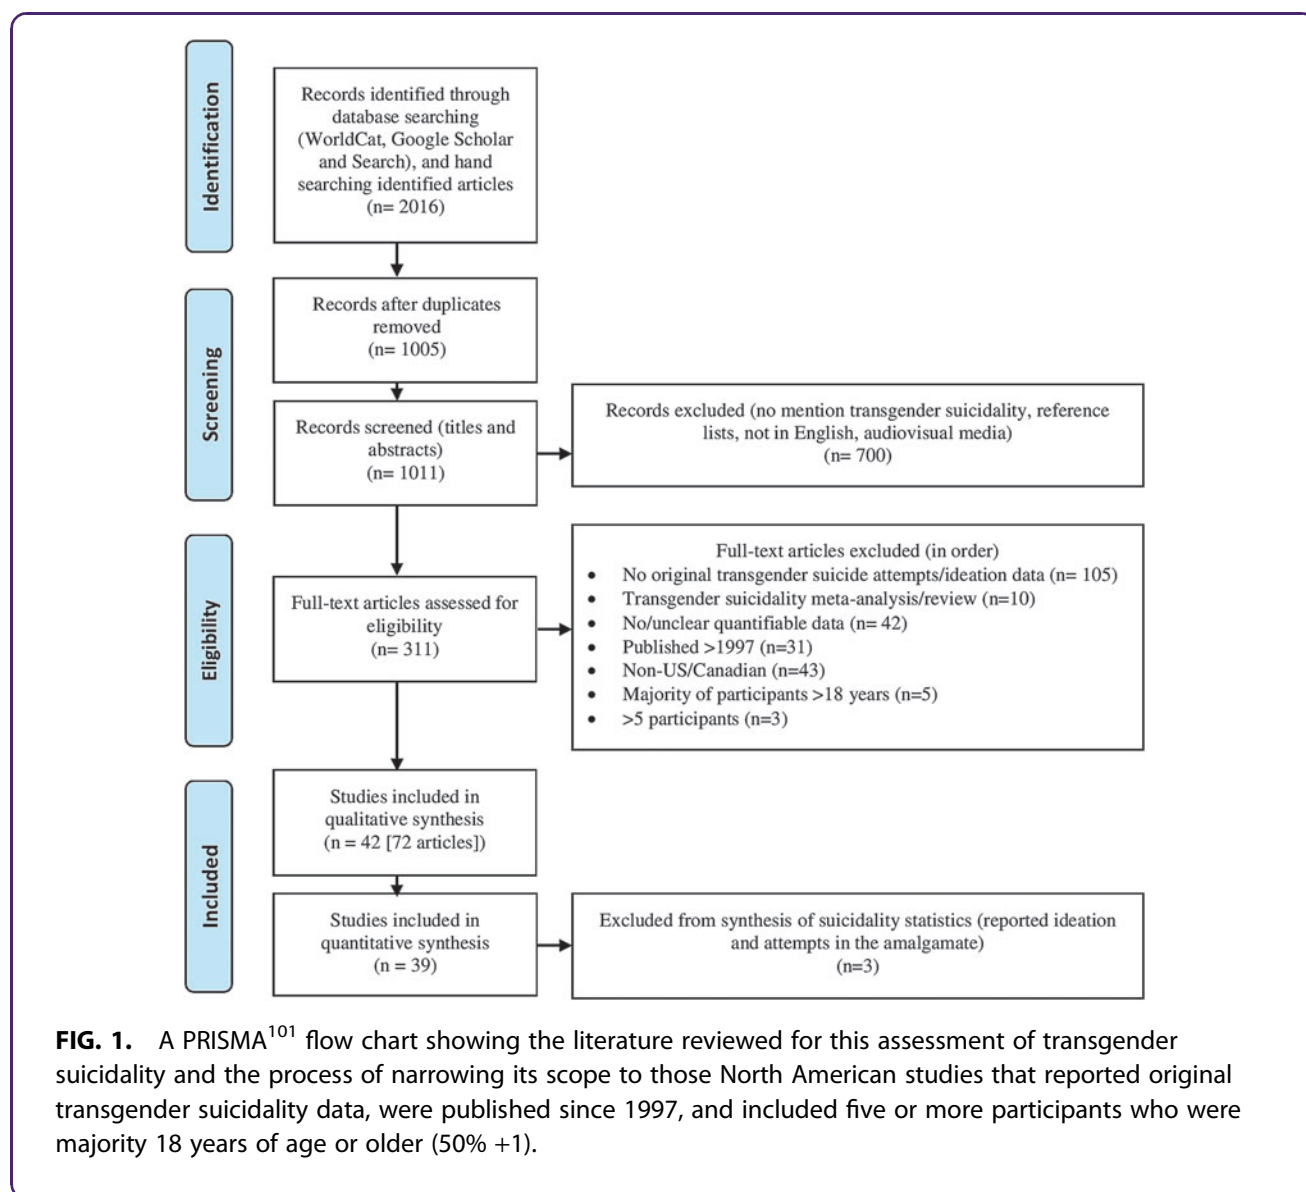 Identification
Records identified through
database searching
(WorldCat, Google Scholar
and Search), and hand
searching identified articles
(n= 2016)
Screening
Records after duplicates
removed
(n= 1005)
Records screened (titles and
abstracts)
(n= 1011)
Records excluded (no mention transgender suicidality, reference
lists, not in English, audiovisual media)
(n= 700)
Eligibility
Full-text articles assessed for
eligibility
(n= 311)
Full-text articles excluded (in order)
• No original transgender suicide attempts/ideation data (n= 105)
• Transgender suicidality meta-analysis/review (n=10)
• No/unclear quantifiable data (n= 42)
• Published >1997 (n=31)
• Non-US/Canadian (n=43)
• Majority of participants >18 years (n=5)
• >5 participants (n=3)
Included
Studies included in
qualitative synthesis
(n = 42 [72 articles])
Studies included in
quantitative synthesis
(n = 39)
Excluded from synthesis of suicidality statistics (reported ideation
and attempts in the amalgamate)
(n=3)
FIG. 1. A PRISMA101 flow chart showing the literature reviewed for this assessment of transgender
suicidality and the process of narrowing its scope to those North American studies that reported original
transgender suicidality data, were published since 1997, and included five or more participants who were
majority 18 years of age or older (50% +1).